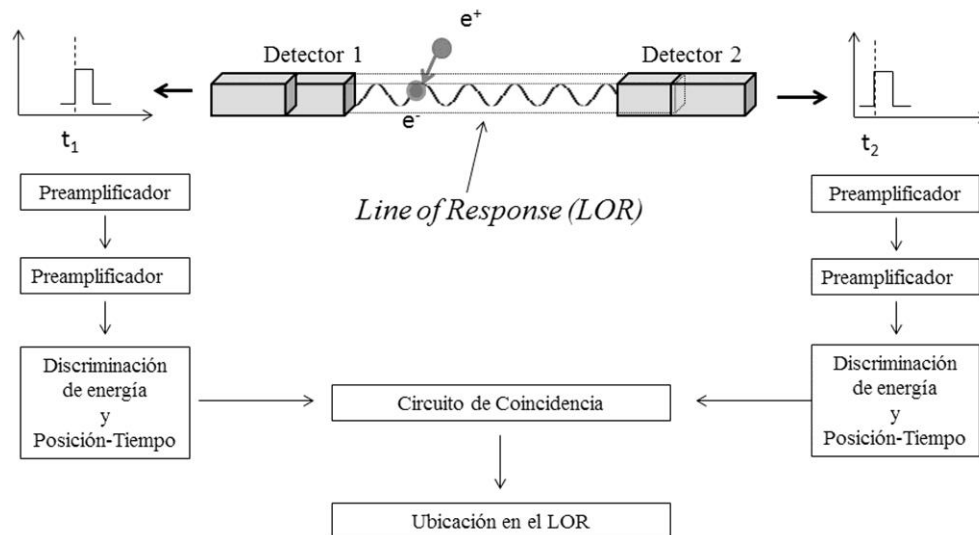 e+
Detector 1
Detector 2
e-
t1
t2
Line of Response (LOR)
Preamplificador
Preamplificador
Preamplificador
Preamplificador
Discriminación
de energía
y
Posición-Tiempo
Discriminación
de energía
y
Posición-Tiempo
Circuito de Coincidencia
Ubicación en el LOR